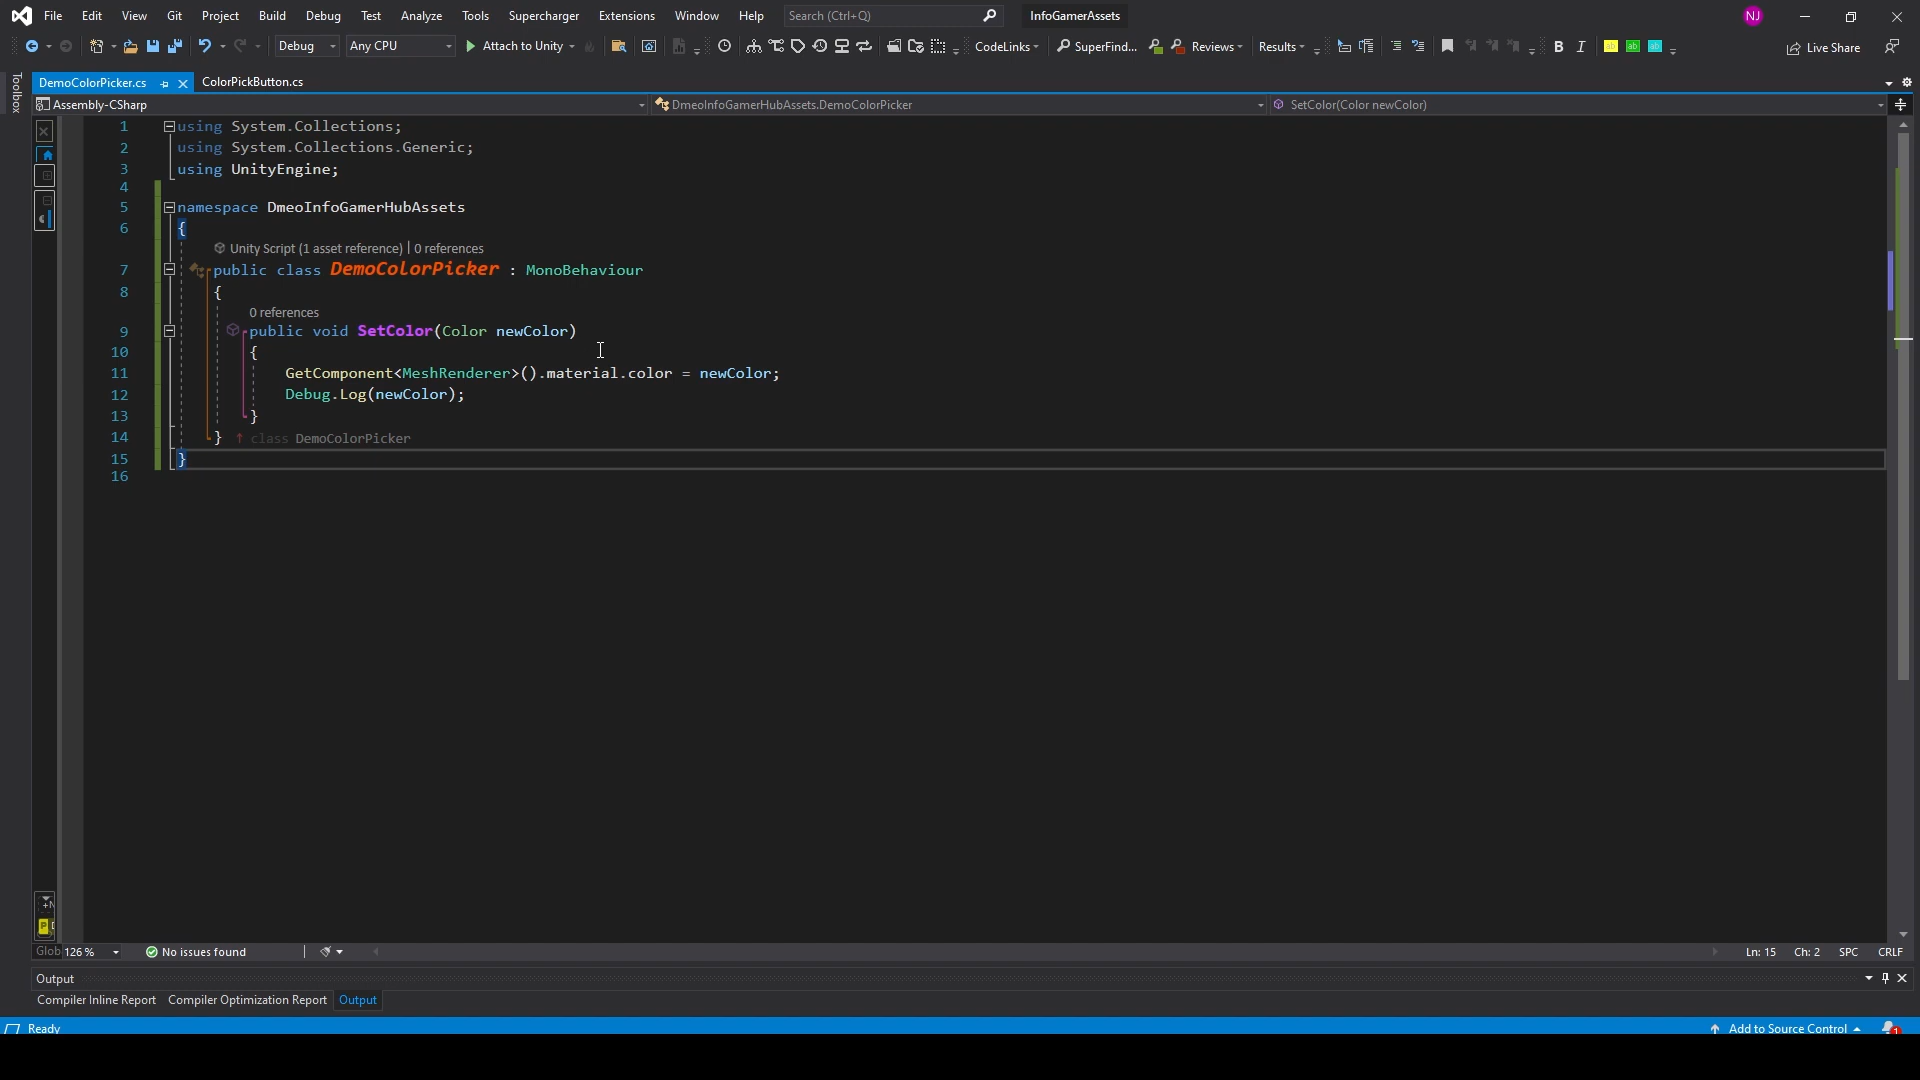 File Edit View Git Project Build Debug Test Analyze Tools Supercharger Extensions Window Help Search (Ctrl+Q) InfoGamerAssets NJ
Debug Any CPU Attach to Unity CodeLinks SuperFind... Reviews Results B I Live Share
Toolbox
DemoColorPicker.cs ColorPickButton.cs
Assembly-CSharp DmeoInfoGamerHubAssets.DemoColorPicker SetColor(Color newColor)
1 using System.Collections;
2 using System.Collections.Generic;
3 using UnityEngine;
4
5 namespace DmeoInfoGamerHubAssets
6 {
Unity Script (1 asset reference) | 0 references
7 public class DemoColorPicker : MonoBehaviour
8 {
0 references
9 public void SetColor(Color newColor)
10 {
11 GetComponent<MeshRenderer>().material.color = newColor;
12 Debug.Log(newColor);
13 }
14 } ↑ class DemoColorPicker
15 }
16
Glob 126 % No issues found Ln: 15 Ch: 2 SPC CRLF
Output
Compiler Inline Report Compiler Optimization Report Output
Ready Add to Source Control 1